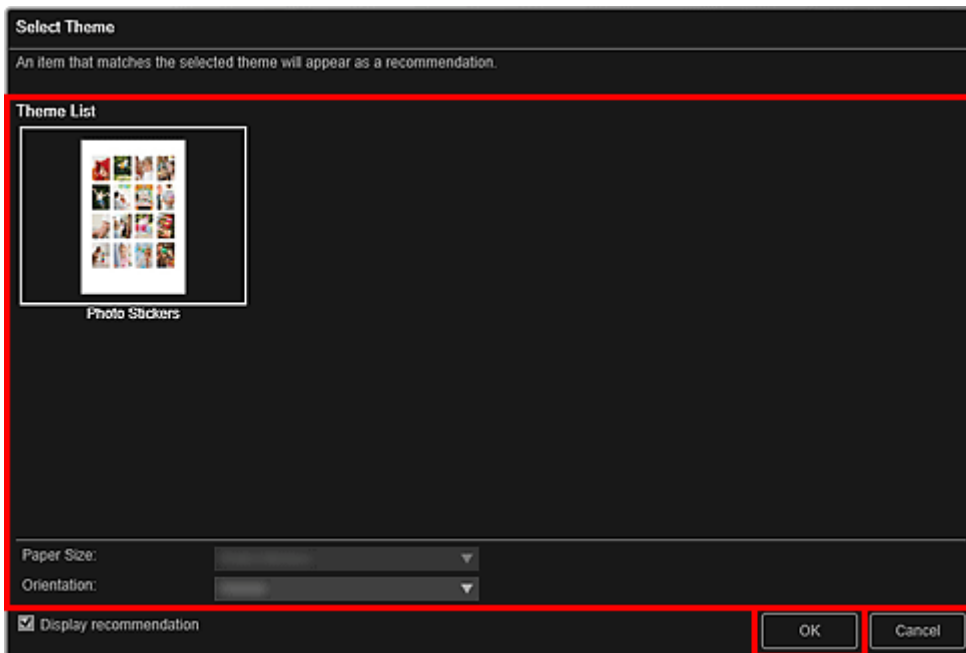 Select Theme
An item that matches the selected theme will appear as a recommendation.
Theme List
Photo Stickers
Paper Size:
Orientation:
Display recommendation
OK
Cancel